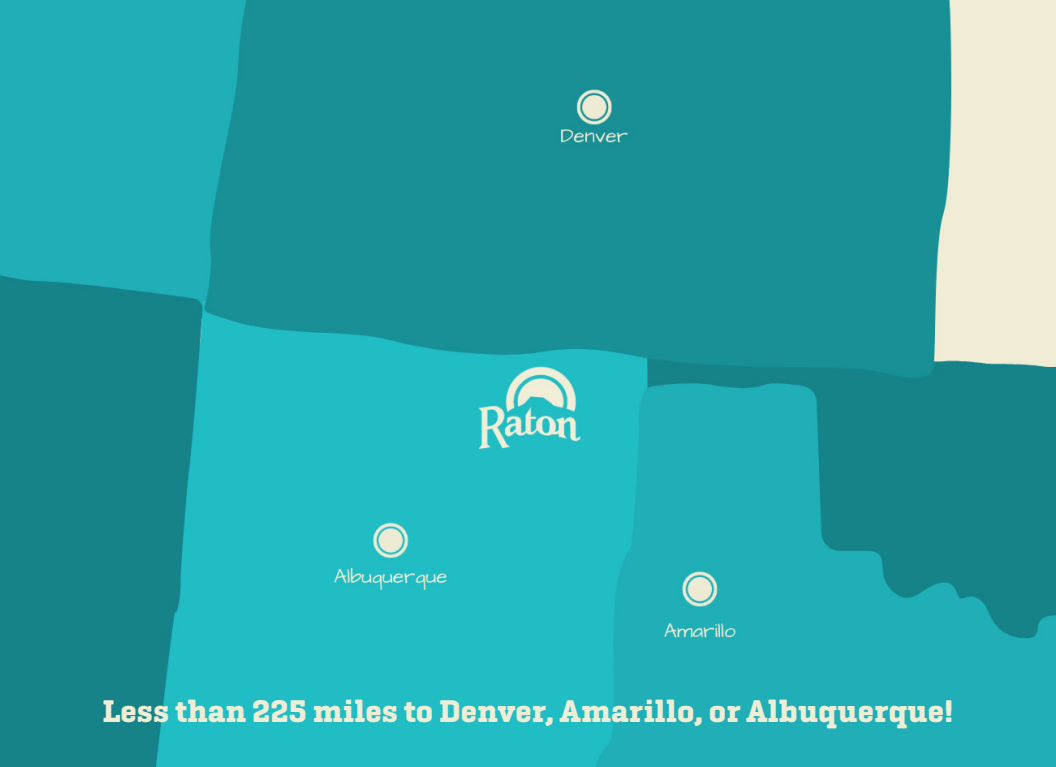 Denver
Raton
Albuquerque
Amarillo
Less than 225 miles to Denver, Amarillo, or Albuquerque!